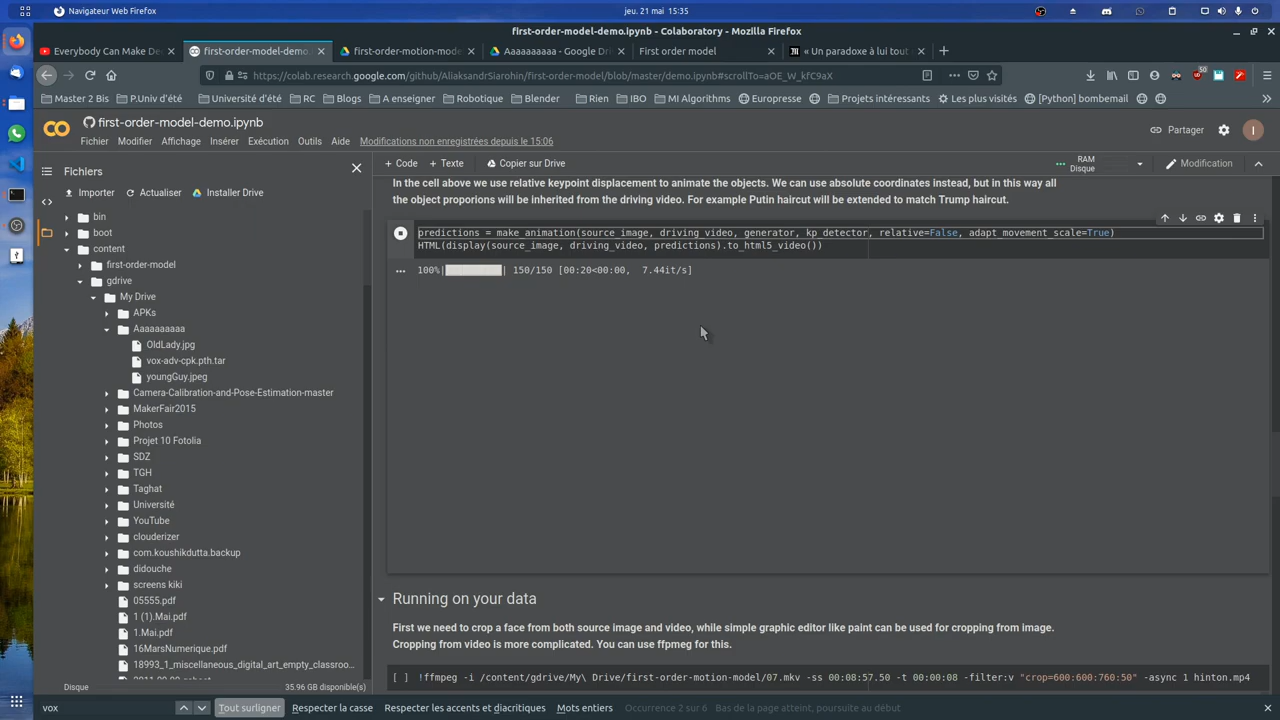 Navigateur Web Firefox
jeu. 21 mai 15:35
first-order-model-demo.ipynb - Colaboratory - Mozilla Firefox
Everybody Can Make De
first-order-model-demo.
first-order-motion-mode
Aaaaaaaaaa - Google Dri
First order model
« Un paradoxe à lui tout
https://colab.research.google.com/github/AliaksandrSiarohin/first-order-model/blob/master/demo.ipynb#scrollTo=aOE_W_kfC9aX
Master 2 Bis
P.Univ d'été
Université d'été
RC
Blogs
A enseigner
Robotique
Blender
Rien
IBO
MI Algorithms
Europresse
Projets intéressants
Les plus visités
[Python] bombemail
first-order-model-demo.ipynb
Partager
I
Fichier Modifier Affichage Insérer Exécution Outils Aide Modifications non enregistrées depuis 15:06
Fichiers
+ Code + Texte Copier sur Drive
RAM
Disque
Modification
Importer Actualiser Installer Drive
bin
boot
content
first-order-model
gdrive
My Drive
APKs
Aaaaaaaaaa
OldLady.jpg
vox-adv-cpk.pth.tar
youngGuy.jpeg
Camera-Calibration-and-Pose-Estimation-master
MakerFair2015
Photos
Projet 10 Fotolia
SDZ
TGH
Taghat
Université
YouTube
clouderizer
com.koushikdutta.backup
didouche
screens kiki
05555.pdf
1 (1).Mai.pdf
1.Mai.pdf
16MarsNumerique.pdf
18993_1_miscellaneous_digital_art_empty_classroo...
Disque 35.96 GB disponible(s)
In the cell above we use relative keypoint displacement to animate the objects. We can use absolute coordinates instead, but in this way all
the object proporions will be inherited from the driving video. For example Putin haircut will be extended to match Trump haircut.
predictions = make_animation(source_image, driving_video, generator, kp_detector, relative=False, adapt_movement_scale=True)
HTML(display(source_image, driving_video, predictions).to_html5_video())
100%|██████████| 150/150 [00:20<00:00, 7.44it/s]
Running on your data
First we need to crop a face from both source image and video, while simple graphic editor like paint can be used for cropping from image.
Cropping from video is more complicated. You can use ffpmeg for this.
[ ] !ffmpeg -i /content/gdrive/My\ Drive/first-order-motion-model/07.mkv -ss 00:08:57.50 -t 00:00:08 -filter:v "crop=600:600:760:50" -async 1 hinton.mp4
vox
Tout surligner
Respecter la casse
Respecter les accents et diacritiques
Mots entiers
Occurrence 2 sur 6
Bas de la page atteint, poursuite au début